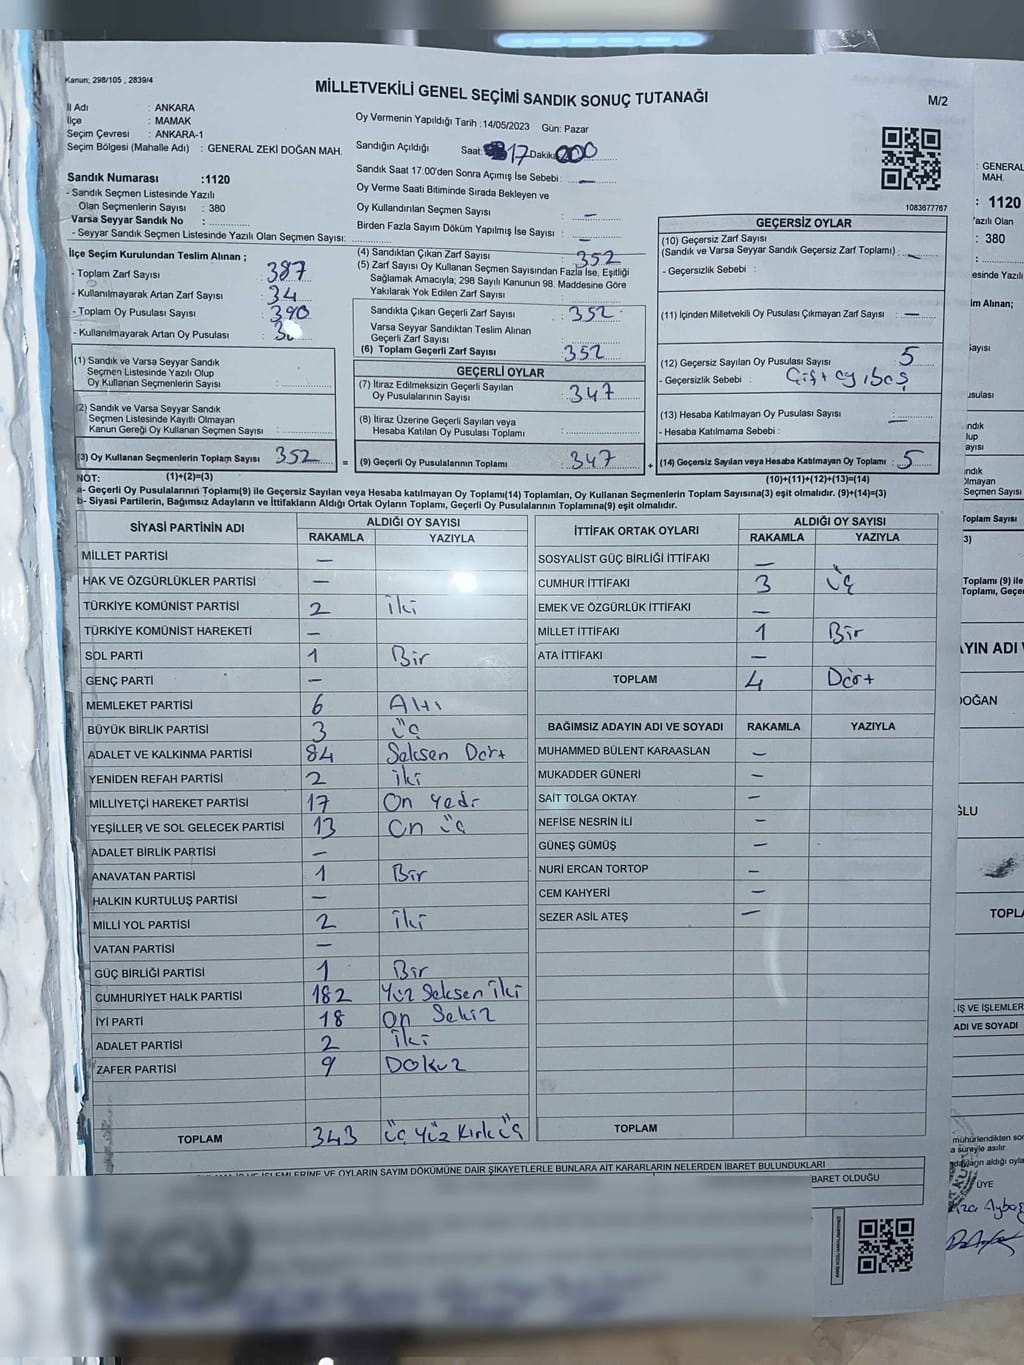 Kanun; 298/105 , 2839/4
MİLLETVEKİLİ GENEL SEÇİMİ SANDIK SONUÇ TUTANAĞI
M/2
İl Adı : ANKARA
İlçe : MAMAK
Seçim Çevresi : ANKARA-1
Seçim Bölgesi (Mahalle Adı) : GENERAL ZEKİ DOĞAN MAH.
Oy Vermenin Yapıldığı Tarih :14/05/2023 Gün: Pazar
Sandığın Açıldığı Saat: 17 Dakika 00
Sandık Saat 17.00'den Sonra Açımış İse Sebebi : —
Oy Verme Saati Bitiminde Sırada Bekleyen ve
Oy Kullandırılan Seçmen Sayısı : —
Birden Fazla Sayım Döküm Yapılmış İse Sayısı : —
1083677767
Sandık Numarası :1120
- Sandık Seçmen Listesinde Yazılı
Olan Seçmen Sayısı : 380
Varsa Seyyar Sandık No :
- Seyyar Sandık Seçmen Listesinde Yazılı Olan Seçmen Sayısı:
İlçe Seçim Kurulundan Teslim Alınan ;
- Toplam Zarf Sayısı : 387
- Kullanılmayarak Artan Zarf Sayısı : 34
- Toplam Oy Pusulası Sayısı : 390
- Kullanılmayarak Artan Oy Pusulası :
(4) Sandıktan Çıkan Zarf Sayısı : 352
(5) Zarf Sayısı Oy Kullanan Seçmen Sayısından Fazla İse, Eşitliği
Sağlamak Amacıyla; 298 Sayılı Kanunun 98. Maddesine Göre
Yakılarak Yok Edilen Zarf Sayısı :
Sandıkta Çıkan Geçerli Zarf Sayısı : 352
Varsa Seyyar Sandıktan Teslim Alınan
Geçerli Zarf Sayısı :
(6) Toplam Geçerli Zarf Sayısı : 352
GEÇERLİ OYLAR
(7) İtiraz Edilmeksizin Geçerli Sayılan
Oy Pusulalarının Sayısı : 347
(8) İtiraz Üzerine Geçerli Sayılan veya
Hesaba Katılan Oy Pusulası Toplamı :
(9) Geçerli Oy Pusulalarının Toplamı : 347
GEÇERSİZ OYLAR
(10) Geçersiz Zarf Sayısı
(Sandık ve Varsa Seyyar Sandık Geçersiz Zarf Toplamı) : —
- Geçersizlik Sebebi :
(11) İçinden Milletvekili Oy Pusulası Çıkmayan Zarf Sayısı : —
(12) Geçersiz Sayılan Oy Pusulası Sayısı : 5
- Geçersizlik Sebebi : Çift oy, boş
(13) Hesaba Katılmayan Oy Pusulası Sayısı : —
- Hesaba Katılmama Sebebi :
(14) Geçersiz Sayılan veya Hesaba Katılmayan Oy Toplamı : 5
(10)+(11)+(12)+(13)=(14)
(1) Sandık ve Varsa Seyyar Sandık
Seçmen Listesinde Yazılı Olup
Oy Kullanan Seçmenlerin Sayısı :
(2) Sandık ve Varsa Seyyar Sandık
Seçmen Listesinde Kayıtlı Olmayan
Kanun Gereği Oy Kullanan Seçmen Sayısı :
(3) Oy Kullanan Seçmenlerin Toplam Sayısı : 352
(1)+(2)=(3)
NOT:
a- Geçerli Oy Pusulalarının Toplamı(9) ile Geçersiz Sayılan veya Hesaba katılmayan Oy Toplamı(14) Toplamları, Oy Kullanan Seçmenlerin Toplam Sayısına(3) eşit olmalıdır. (9)+(14)=(3)
b- Siyasi Partilerin, Bağımsız Adayların ve İttifakların Aldığı Ortak Oyların Toplamı, Geçerli Oy Pusulalarının Toplamına(9) eşit olmalıdır.
SİYASİ PARTİNİN ADI ALDIĞI OY SAYISI
RAKAMLA YAZIYLA
MİLLET PARTİSİ —
HAK VE ÖZGÜRLÜKLER PARTİSİ —
TÜRKİYE KOMÜNİST PARTİSİ 2 iki
TÜRKİYE KOMÜNİST HAREKETİ —
SOL PARTİ 1 Bir
GENÇ PARTİ —
MEMLEKET PARTİSİ 6 Altı
BÜYÜK BİRLİK PARTİSİ 3 üç
ADALET VE KALKINMA PARTİSİ 84 Seksen Dört
YENİDEN REFAH PARTİSİ 2 iki
MİLLİYETÇİ HAREKET PARTİSİ 17 On Yedi
YEŞİLLER VE SOL GELECEK PARTİSİ 13 On üç
ADALET BİRLİK PARTİSİ —
ANAVATAN PARTİSİ 1 Bir
HALKIN KURTULUŞ PARTİSİ —
MİLLİ YOL PARTİSİ 2 iki
VATAN PARTİSİ —
GÜÇ BİRLİĞİ PARTİSİ 1 Bir
CUMHURİYET HALK PARTİSİ 182 Yüz Seksen iki
İYİ PARTİ 18 On Sekiz
ADALET PARTİSİ 2 iki
ZAFER PARTİSİ 9 Dokuz
TOPLAM 343 üç Yüz Kırk üç
İTTİFAK ORTAK OYLARI ALDIĞI OY SAYISI
RAKAMLA YAZIYLA
SOSYALİST GÜÇ BİRLİĞİ İTTİFAKI —
CUMHUR İTTİFAKI 3 üç
EMEK VE ÖZGÜRLÜK İTTİFAKI —
MİLLET İTTİFAKI 1 Bir
ATA İTTİFAKI —
TOPLAM 4 Dört
BAĞIMSIZ ADAYIN ADI VE SOYADI RAKAMLA YAZIYLA
MUHAMMED BÜLENT KARAASLAN —
MUKADDER GÜNERİ —
SAİT TOLGA OKTAY —
NEFİSE NESRİN İLİ —
GÜNEŞ GÜMÜŞ —
NURİ ERCAN TORTOP —
CEM KAHYERİ —
SEZER ASİL ATEŞ —
TOPLAM
İŞLEMLERİNE VE OYLARIN SAYIM DÖKÜMÜNE DAİR ŞİKAYETLERLE BUNLARA AİT KARARLARIN NELERDEN İBARET BULUNDUKLARI
BARET OLDUĞU
: GENERAL
MAH.
: 1120
azılı Olan
: 380
esinde Yazılı
Sayısı
Seçmen Sayısı
Toplam Sayısı
3)
Toplamı (9) ile
Toplamı, Geçer
AYIN ADI
DOĞAN
TOPLA
İŞ VE İŞLEMLER
ADI VE SOYADI
mühürlendikten son
a süreyle asılır.
ÜYE